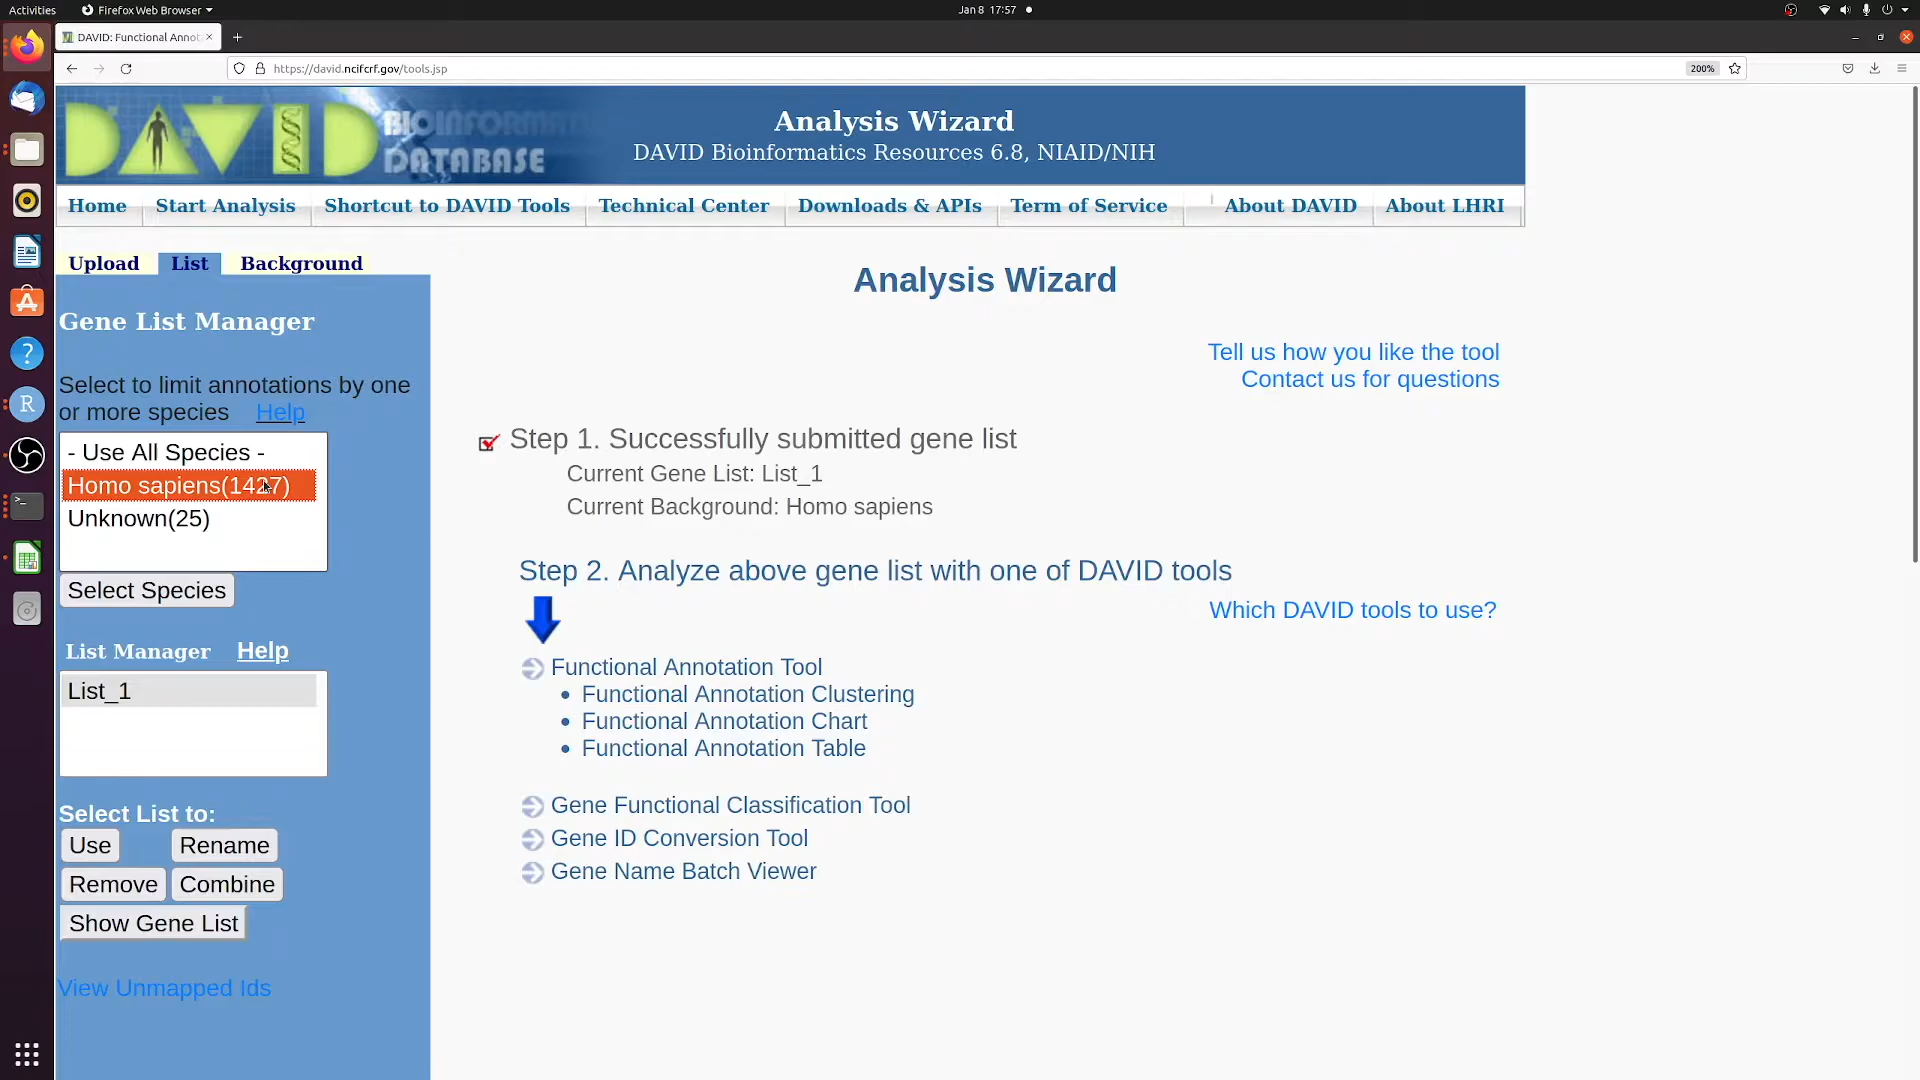 Activities
Firefox Web Browser
Jan 8 17:57
DAVID: Functional Annot
https://david.ncifcrf.gov/tools.jsp
200%
DAVID
BIOINFORMA
DATABASE
Analysis Wizard
DAVID Bioinformatics Resources 6.8, NIAID/NIH
Home
Start Analysis
Shortcut to DAVID Tools
Technical Center
Downloads & APIs
Term of Service
About DAVID
About LHRI
Upload
List
Background
Gene List Manager
Select to limit annotations by one
or more species Help
- Use All Species -
Homo sapiens(1427)
Unknown(25)
Select Species
List Manager Help
List_1
Select List to:
Use
Rename
Remove
Combine
Show Gene List
View Unmapped Ids
Analysis Wizard
Tell us how you like the tool
Contact us for questions
Step 1. Successfully submitted gene list
Current Gene List: List_1
Current Background: Homo sapiens
Step 2. Analyze above gene list with one of DAVID tools
Which DAVID tools to use?
Functional Annotation Tool
Functional Annotation Clustering
Functional Annotation Chart
Functional Annotation Table
Gene Functional Classification Tool
Gene ID Conversion Tool
Gene Name Batch Viewer